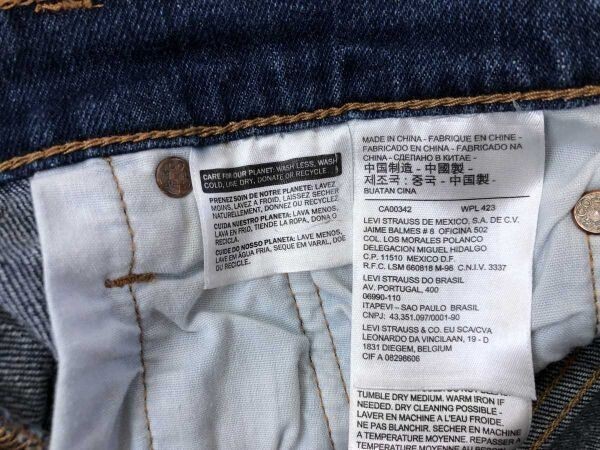 CARE FOR OUR PLANET: WASH LESS, WASH
COLD, LINE DRY, DONATE OR RECYCLE
PRENEZ SOIN DE NOTRE PLANETE: LAVEZ
MOINS, LAVEZ À FROID, LAISSEZ SÉCHER
NATURELLEMENT, DONNEZ OU RECYCLEZ
CUIDA NUESTRO PLANETA: LAVA MENOS,
LAVA EN FRIO, TIENDE LA ROPA, DONA O
RECICLA.
CUIDE DO NOSSO PLANETA: LAVE MENOS,
LAVE EM ÁGUA FRIA, SEQUE EM VARAL, DOE
OU RECICLE.
MADE IN CHINA - FABRIQUE EN CHINE -
FABRICADO EN CHINA - FABRICADO NA
CHINA - СДЕЛАНО В КИТАЕ -
中国制造 - 中國製 -
제조국: 중국 - 中国製 -
BUATAN CINA
CA00342 WPL 423
LEVI STRAUSS DE MEXICO, S.A. DE C.V.
JAIME BALMES # 8 OFICINA 502
COL. LOS MORALES POLANCO
DELEGACION MIGUEL HIDALGO
C.P. 11510 MEXICO D.F.
R.F.C. LSM 660818 M-96 C.N.I.V. 3337
LEVI STRAUSS DO BRASIL
AV. PORTUGAL, 400
06990-110
ITAPEVI – SAO PAULO BRASIL
CNPJ: 43.351.097/0001-90
LEVI STRAUSS & CO. EU SCA/CVA
LEONARDO DA VINCILAAN, 19 - D
1831 DIEGEM, BELGIUM
CIF A 08298606
TUMBLE DRY MEDIUM. WARM IRON IF
NEEDED. DRY CLEANING POSSIBLE -
LAVER EN MACHINE A L'EAU FROIDE.
NE PAS BLANCHIR. SECHER EN MACHINE
A TEMPERATURE MOYENNE. REPASSER A